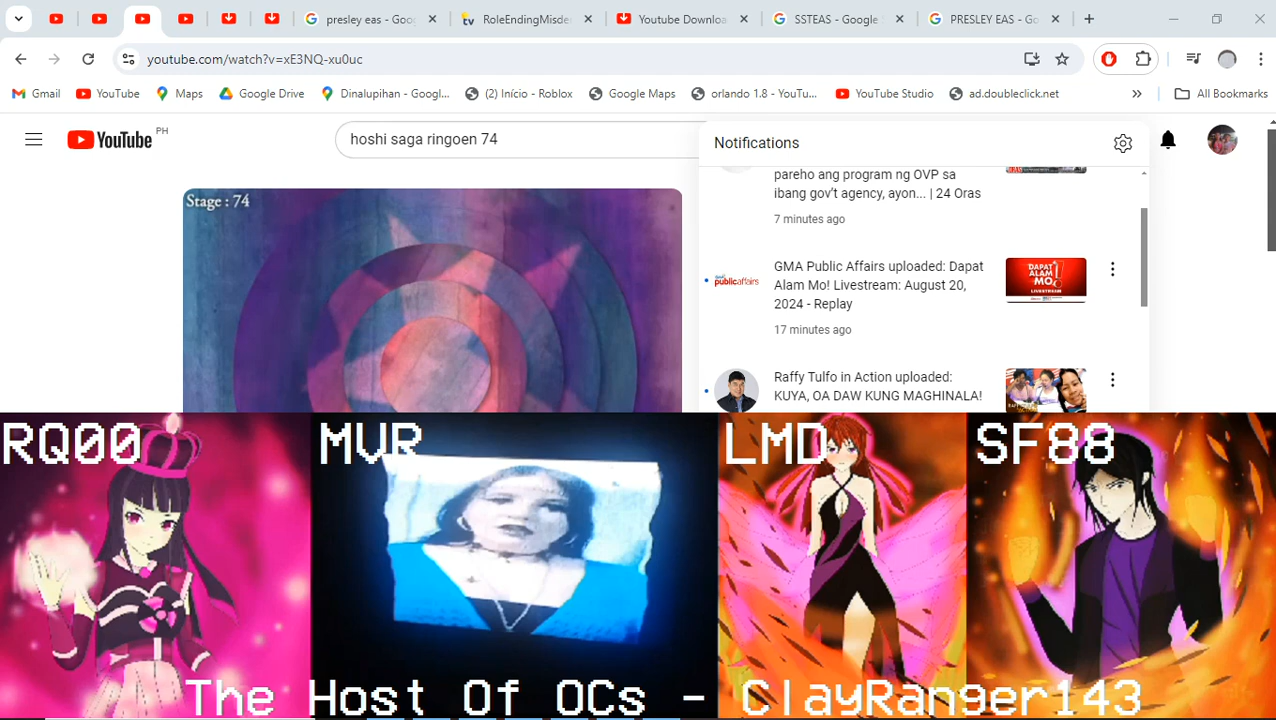 presley eas - Goo
RoleEndingMisde
Youtube Downloa
SSTEAS - Google
PRESLEY EAS - Go
youtube.com/watch?v=xE3NQ-xu0uc
Gmail
YouTube
Maps
Google Drive
Dinalupihan - Googl...
(2) Início - Roblox
Google Maps
orlando 1.8 - YouTu...
YouTube Studio
ad.doubleclick.net
»
All Bookmarks
YouTube PH
hoshi saga ringoen 74
Notifications
Stage : 74
pareho ang program ng OVP sa
ibang gov't agency, ayon... | 24 Oras
7 minutes ago
GMA Public Affairs uploaded: Dapat
Alam Mo! Livestream: August 20,
2024 - Replay
17 minutes ago
publicaffairs
DAPAT
ALAM
MO!
LIVESTREAM
Raffy Tulfo in Action uploaded:
KUYA, OA DAW KUNG MAGHINALA!
RQ00
MVR
LMD
SF88
The Host Of OCs - ClayRanger143